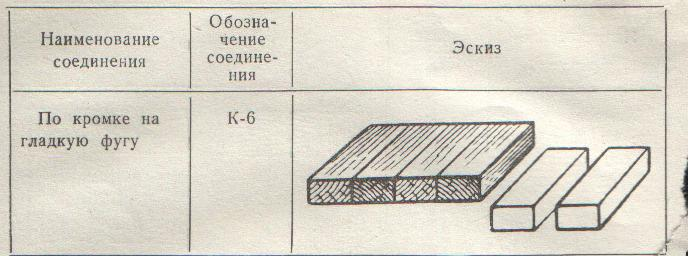 Наименование
соединения
Обозна-
чение
соедине-
ния
Эскиз
По кромке на
гладкую фугу
К-6